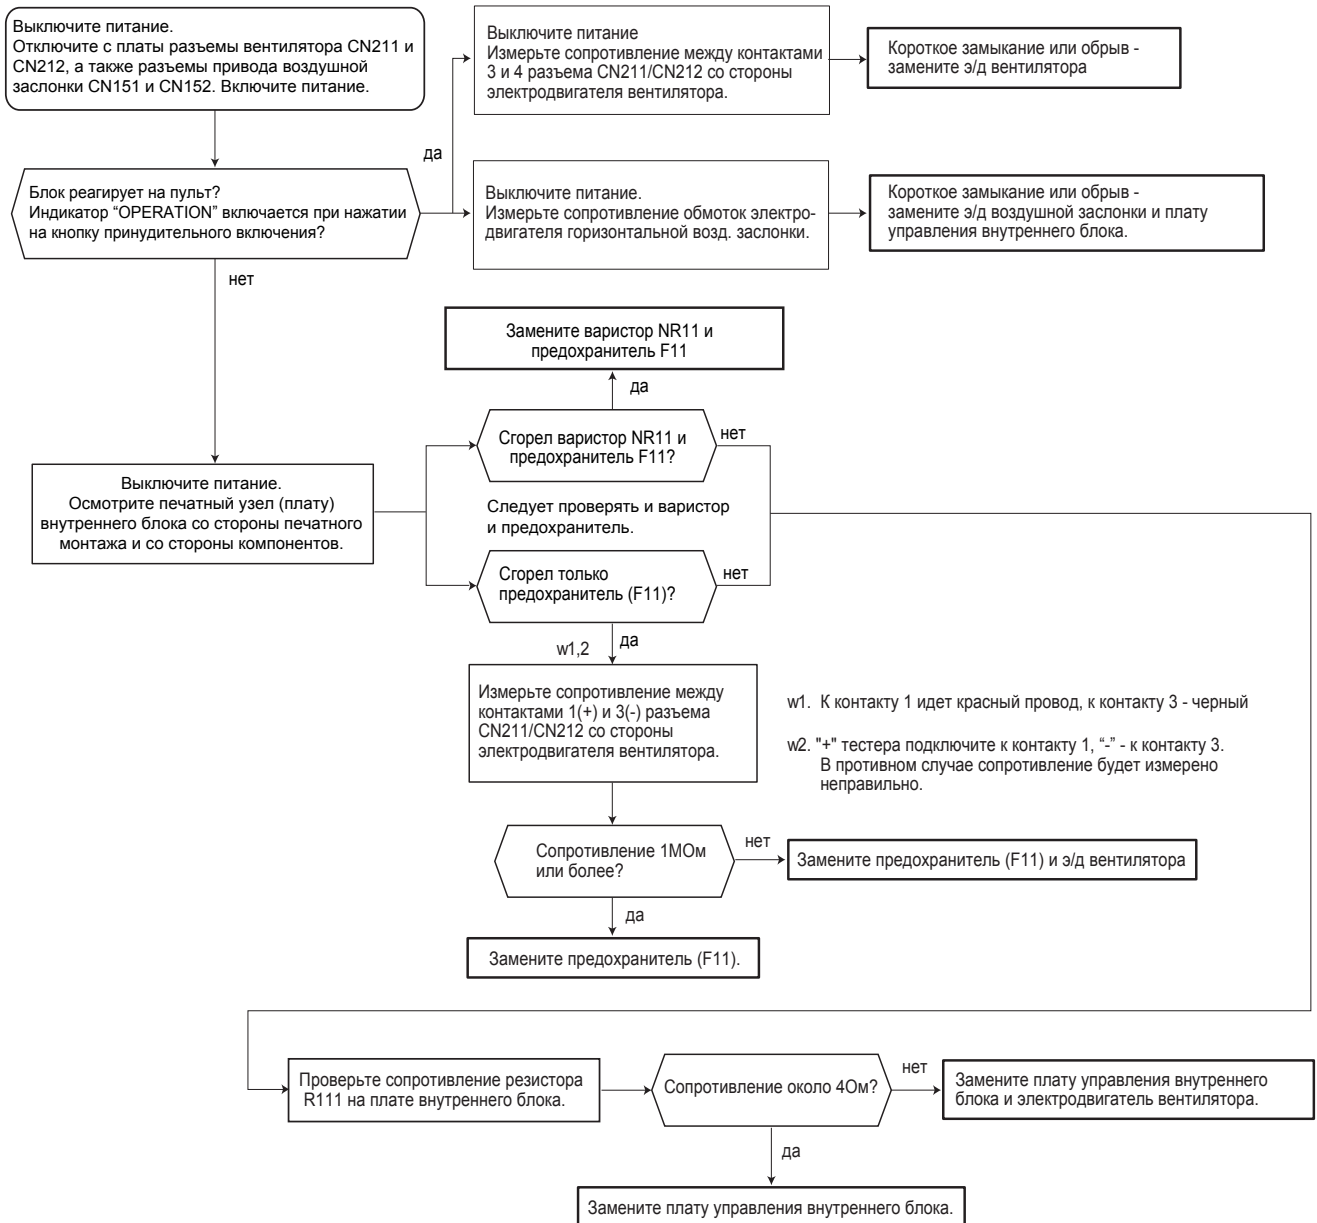 Выключите питание.
Отключите с платы разъемы вентилятора CN211 и
CN212, а также разъемы привода воздушной
заслонки CN151 и CN152. Включите питание.
Выключите питание
Измерьте сопротивление между контактами
3 и 4 разъема CN211/CN212 со стороны
электродвигателя вентилятора.
Короткое замыкание или обрыв -
замените э/д вентилятора
да
Блок реагирует на пульт?
Индикатор “OPERATION” включается при нажатии
на кнопку принудительного включения?
Выключите питание.
Измерьте сопротивление обмоток электро-
двигателя горизонтальной возд. заслонки.
Короткое замыкание или обрыв -
замените э/д воздушной заслонки и плату
управления внутреннего блока.
нет
Замените варистор NR11 и
предохранитель F11
да
Сгорел варистор NR11 и
предохранитель F11?
нет
Выключите питание.
Осмотрите печатный узел (плату)
внутреннего блока со стороны печатного
монтажа и со стороны компонентов.
Следует проверять и варистор
и предохранитель.
Сгорел только
предохранитель (F11)?
нет
w1,2
да
Измерьте сопротивление между
контактами 1(+) и 3(-) разъема
CN211/CN212 со стороны
электродвигателя вентилятора.
w1. К контакту 1 идет красный провод, к контакту 3 - черный
w2. "+" тестера подключите к контакту 1, “-” - к контакту 3.
В противном случае сопротивление будет измерено
неправильно.
Сопротивление 1МОм
или более?
нет
Замените предохранитель (F11) и э/д вентилятора
да
Замените предохранитель (F11).
Проверьте сопротивление резистора
R111 на плате внутреннего блока.
Сопротивление около 4Ом?
нет
Замените плату управления внутреннего
блока и электродвигатель вентилятора.
да
Замените плату управления внутреннего блока.